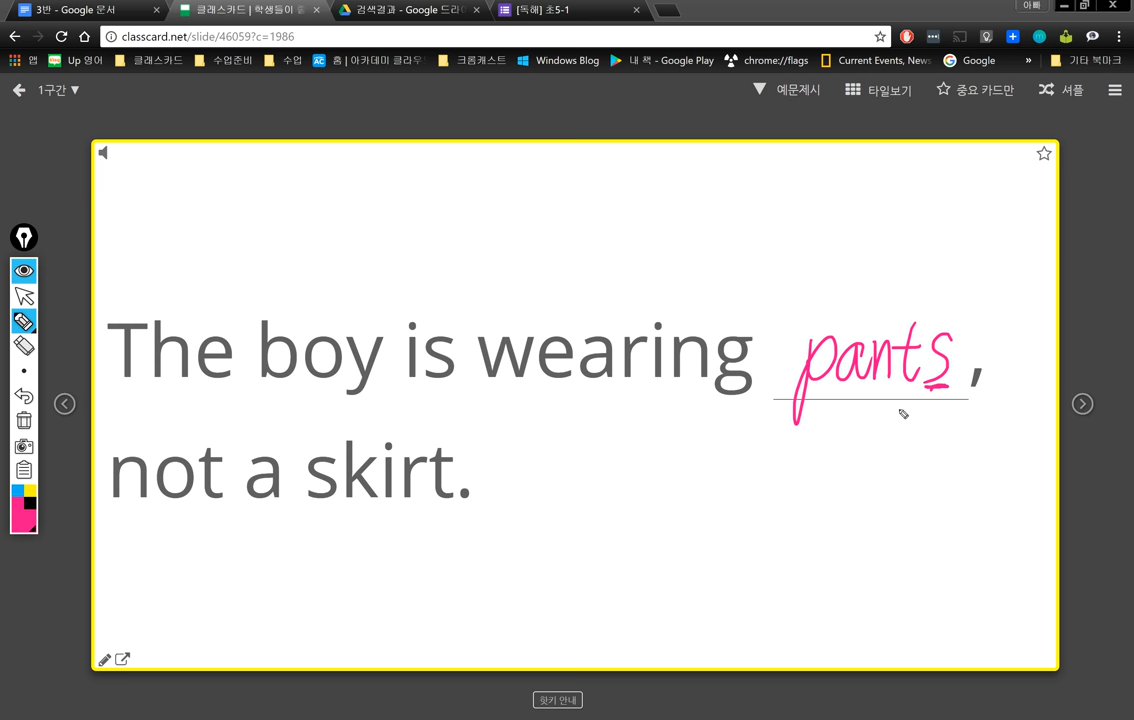 3반 - Google 문서
클래스카드 | 학생들이 좋
검색결과 - Google 드라이
[독해] 초5-1
아빠
classcard.net/slide/46059?c=1986
앱
Up 영어
클래스카드
수업준비
수업
AC
홈 | 아카데미 클라우
크롬캐스트
Windows Blog
내 책 - Google Play
chrome://flags
Current Events, News
Google
»
기타 북마크
1구간 ▼
▼ 예문제시
타일보기
중요 카드만
셔플
The boy is wearing pants,
not a skirt.
핫키 안내